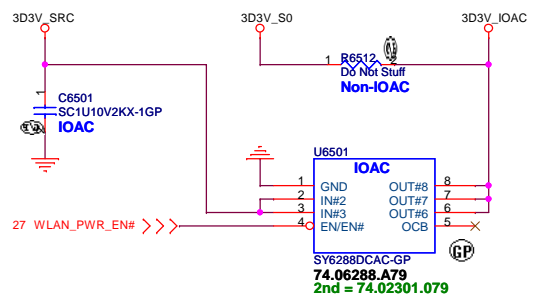 3D3V_SRC
3D3V_S0
3D3V_IOAC
R6512
1
2
Do Not Stuff
Non-IOAC
1
C6501
SC1U10V2KX-1GP
IOAC
U6501
IOAC
1 GND OUT#8 8
2 IN#2 OUT#7 7
3 IN#3 OUT#6 6
4 EN/EN# OCB 5
27 WLAN_PWR_EN#
GP
SY6288DCAC-GP
74.06288.A79
2nd = 74.02301.079